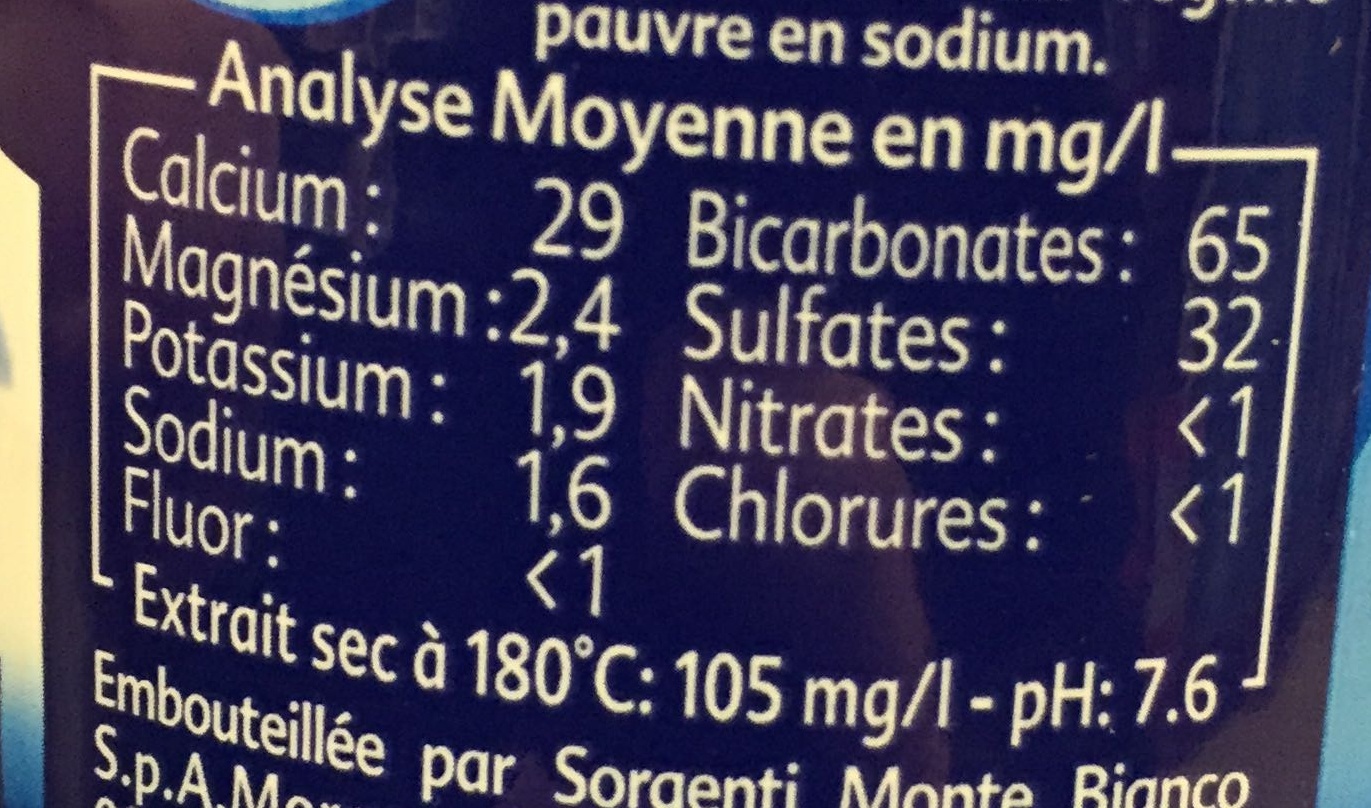 pauvre en sodium.
Analyse Moyenne en mg/l
Calcium : 29 Bicarbonates : 65
Magnésium : 2,4 Sulfates : 32
Potassium : 1,9 Nitrates : <1
Sodium : 1,6 Chlorures : <1
Fluor : <1
Extrait sec à 180°C: 105 mg/l - pH: 7.6
Embouteillée par Sorgenti Monte Bianco
S.p.A.